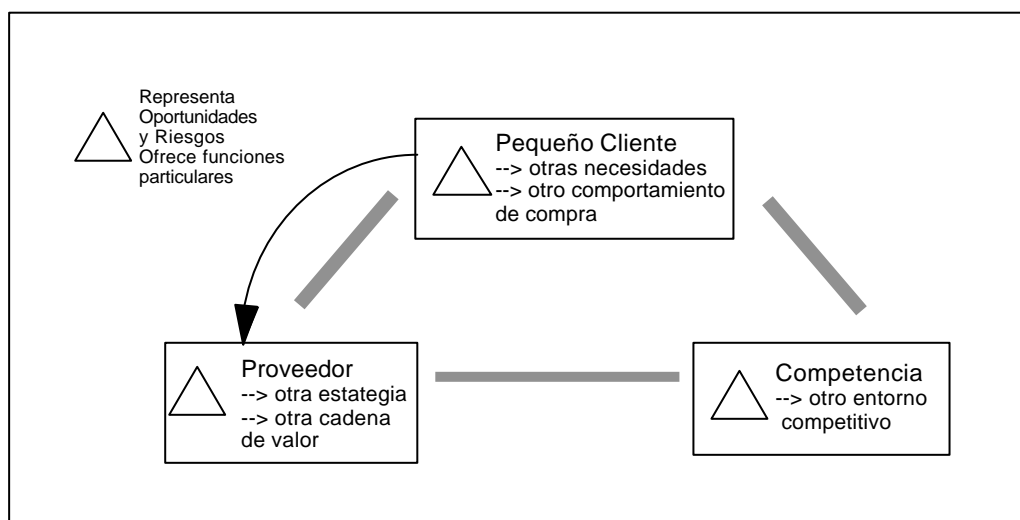 Representa
Oportunidades
y Riesgos
Ofrece funciones
particulares
Pequeño Cliente
--> otras necesidades
--> otro comportamiento
de compra
Proveedor
--> otra estategia
--> otra cadena
de valor
Competencia
--> otro entorno
competitivo